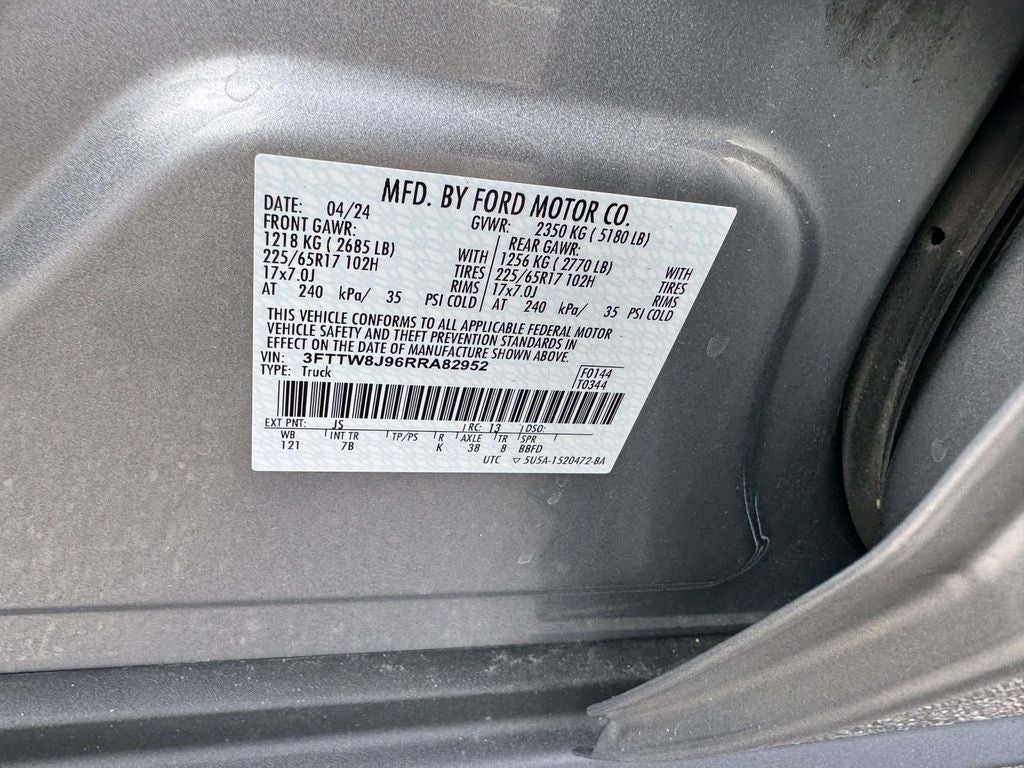 MFD. BY FORD MOTOR CO.
DATE: 04/24 GVWR: 2350 KG ( 5180 LB)
FRONT GAWR: REAR GAWR:
1218 KG ( 2685 LB) WITH 1256 KG ( 2770 LB) WITH
225/65R17 102H TIRES 225/65R17 102H TIRES
17x7.0J RIMS 17x7.0J RIMS
AT 240 kPa/ 35 PSI COLD AT 240 kPa/ 35 PSI COLD
THIS VEHICLE CONFORMS TO ALL APPLICABLE FEDERAL MOTOR
VEHICLE SAFETY AND THEFT PREVENTION STANDARDS IN
EFFECT ON THE DATE OF MANUFACTURE SHOWN ABOVE.
VIN: 3FTTW8J96RRA82952 F0144
TYPE: Truck T0344
EXT PNT: JS RC: 13 DSO:
WB INT TR TP/PS R AXLE TR SPR
121 7B K 38 8 BBFD
UTC ▽ 5U5A-1520472-BA